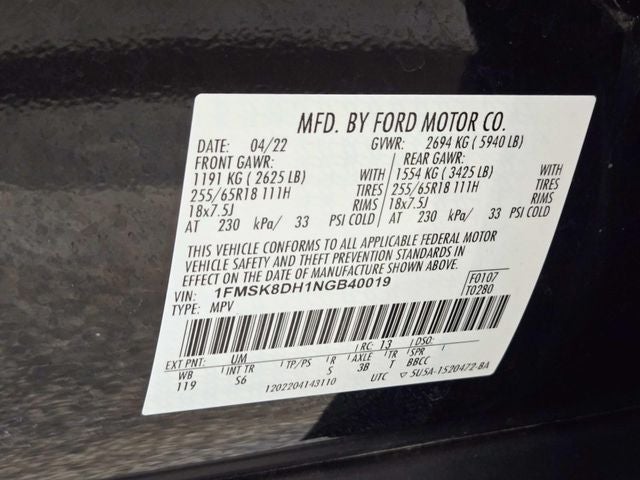 MFD. BY FORD MOTOR CO.
DATE: 04/22 GVWR: 2694 KG ( 5940 LB)
FRONT GAWR: REAR GAWR:
1191 KG ( 2625 LB) WITH 1554 KG ( 3425 LB) WITH
255/65R18 111H TIRES 255/65R18 111H TIRES
18x7.5J RIMS 18x7.5J RIMS
AT 230 kPa/ 33 PSI COLD AT 230 kPa/ 33 PSI COLD
THIS VEHICLE CONFORMS TO ALL APPLICABLE FEDERAL MOTOR
VEHICLE SAFETY AND THEFT PREVENTION STANDARDS IN
EFFECT ON THE DATE OF MANUFACTURE SHOWN ABOVE.
VIN: 1FMSK8DH1NGB40019 F0107
TYPE: MPV T0280
EXT PNT: UM RC: 13 DSO:
WB INT TR TP/PS R AXLE TR SPR
119 S6 S 3B T BBCC
1202204143110 UTC ▽ 5U5A-1520472-BA